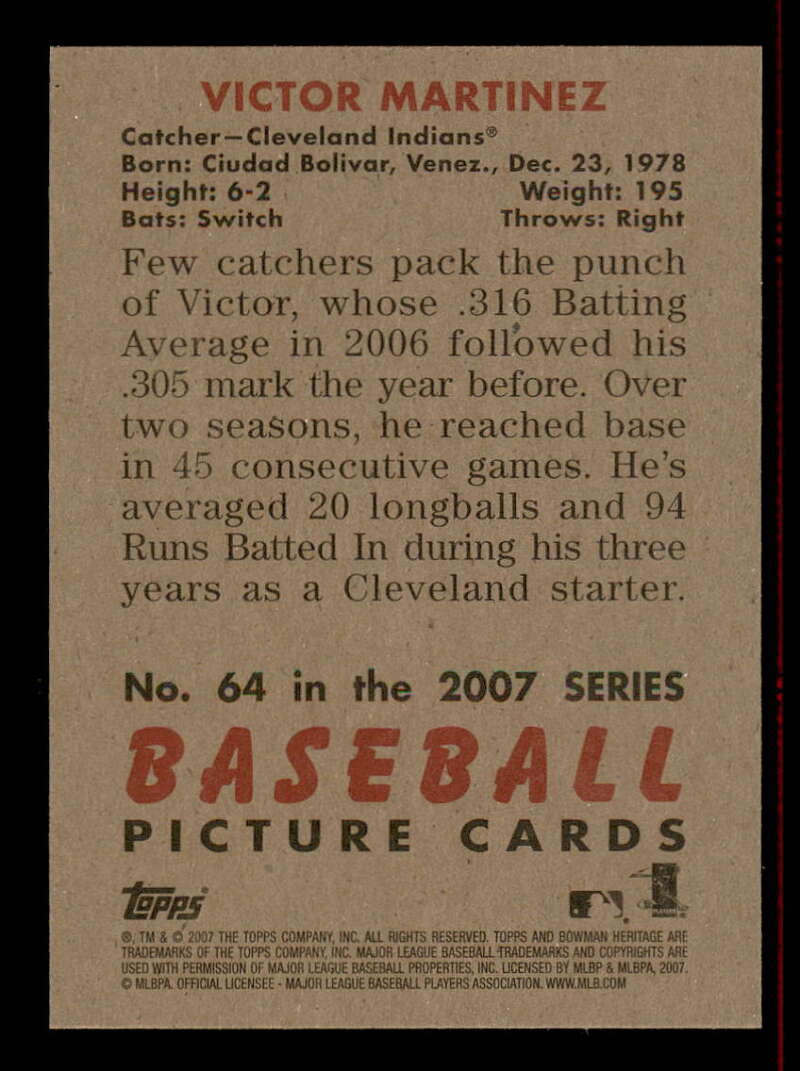 VICTOR MARTINEZ
Catcher—Cleveland Indians®
Born: Ciudad Bolivar, Venez., Dec. 23, 1978
Height: 6-2 Weight: 195
Bats: Switch Throws: Right
Few catchers pack the punch
of Victor, whose .316 Batting
Average in 2006 followed his
.305 mark the year before. Over
two seasons, he reached base
in 45 consecutive games. He's
averaged 20 longballs and 94
Runs Batted In during his three
years as a Cleveland starter.
No. 64 in the 2007 SERIES
BASEBALL
PICTURE CARDS
Topps
®, TM & © 2007 THE TOPPS COMPANY, INC. ALL RIGHTS RESERVED. TOPPS AND BOWMAN HERITAGE ARE
TRADEMARKS OF THE TOPPS COMPANY, INC. MAJOR LEAGUE BASEBALL TRADEMARKS AND COPYRIGHTS ARE
USED WITH PERMISSION OF MAJOR LEAGUE BASEBALL PROPERTIES, INC. LICENSED BY MLBP & MLBPA, 2007.
© MLBPA. OFFICIAL LICENSEE - MAJOR LEAGUE BASEBALL PLAYERS ASSOCIATION. WWW.MLB.COM